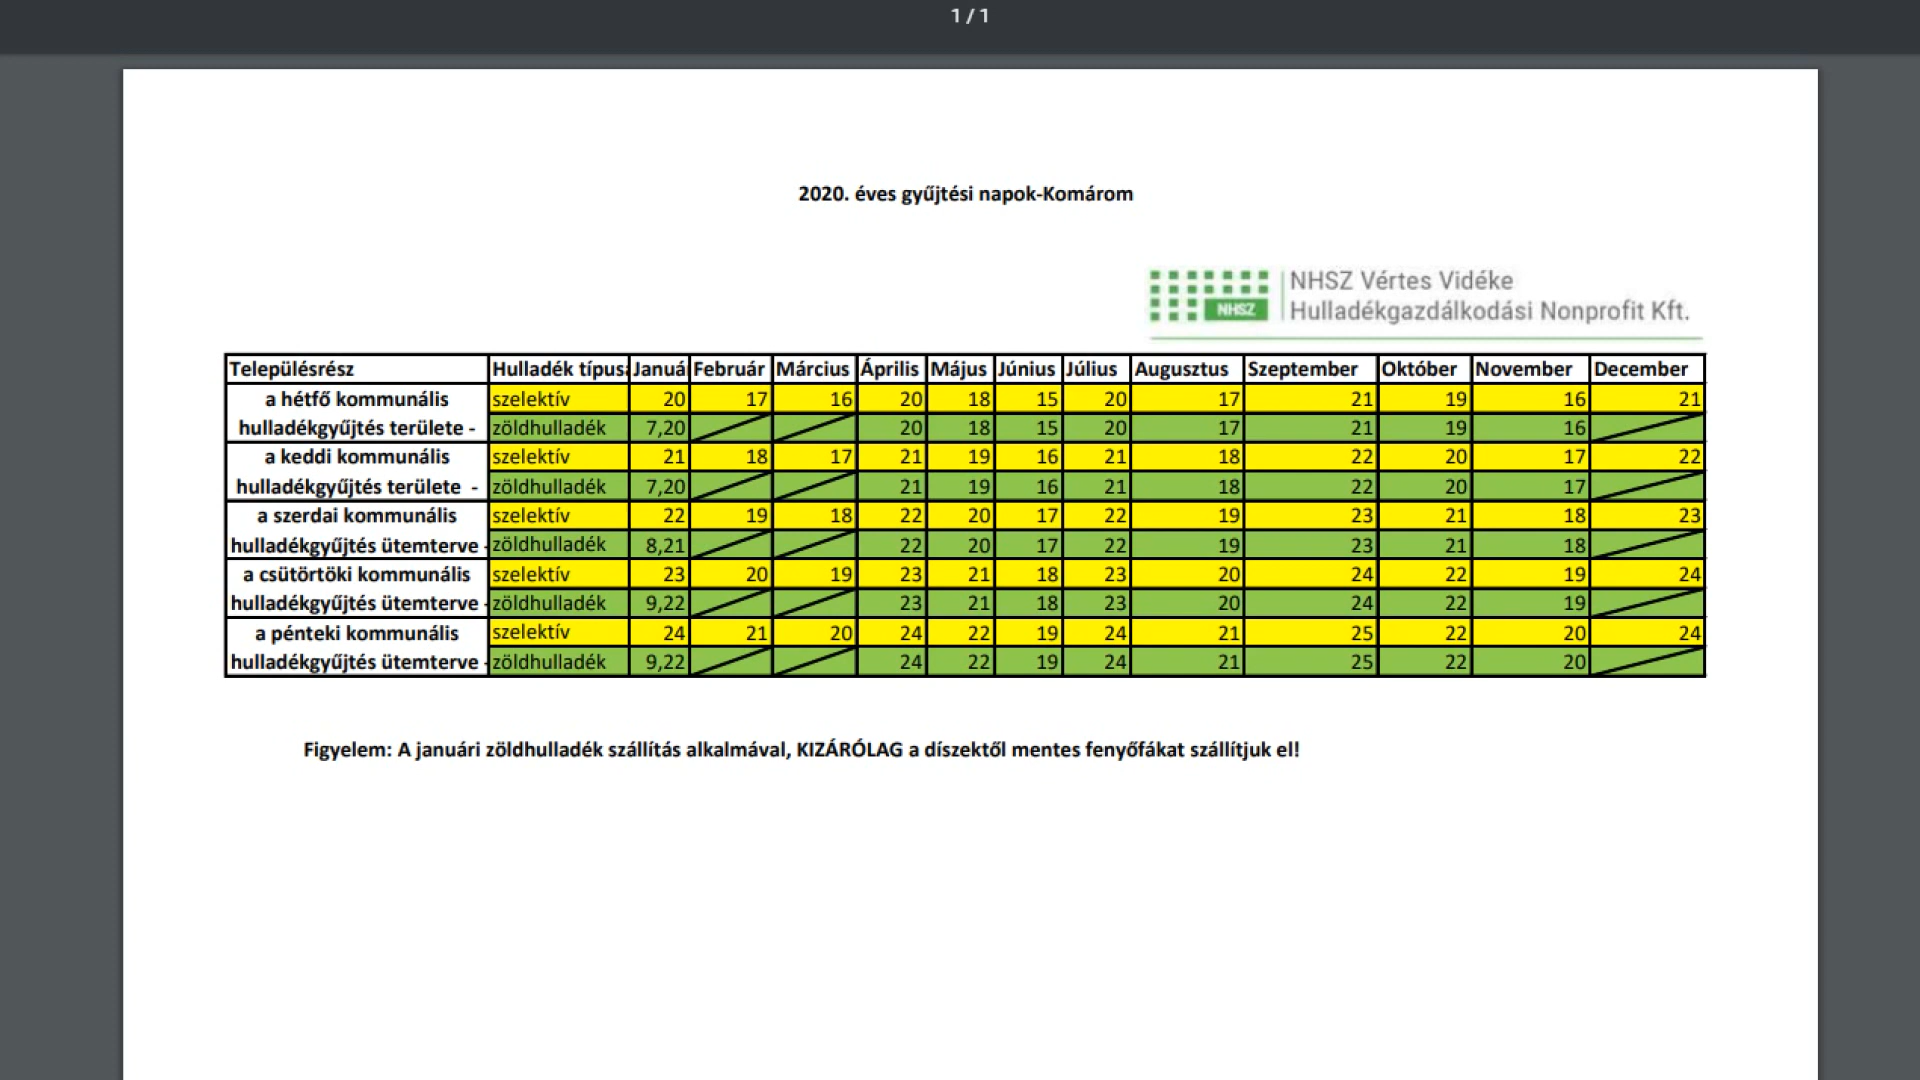 1 / 1
2020. éves gyűjtési napok-Komárom
NHSZ
NHSZ Vértes Vidéke
Hulladékgazdálkodási Nonprofit Kft.
Településrész Hulladék típusa Január Február Március Április Május Június Július Augusztus Szeptember Október November December
a hétfő kommunális szelektív 20 17 16 20 18 15 20 17 21 19 16 21
hulladékgyűjtés területe - zöldhulladék 7,20 20 18 15 20 17 21 19 16
a keddi kommunális szelektív 21 18 17 21 19 16 21 18 22 20 17 22
hulladékgyűjtés területe - zöldhulladék 7,20 21 19 16 21 18 22 20 17
a szerdai kommunális szelektív 22 19 18 22 20 17 22 19 23 21 18 23
hulladékgyűjtés ütemterve - zöldhulladék 8,21 22 20 17 22 19 23 21 18
a csütörtöki kommunális szelektív 23 20 19 23 21 18 23 20 24 22 19 24
hulladékgyűjtés ütemterve - zöldhulladék 9,22 23 21 18 23 20 24 22 19
a pénteki kommunális szelektív 24 21 20 24 22 19 24 21 25 22 20 24
hulladékgyűjtés ütemterve - zöldhulladék 9,22 24 22 19 24 21 25 22 20
Figyelem: A januári zöldhulladék szállítás alkalmával, KIZÁRÓLAG a díszektől mentes fenyőfákat szállítjuk el!